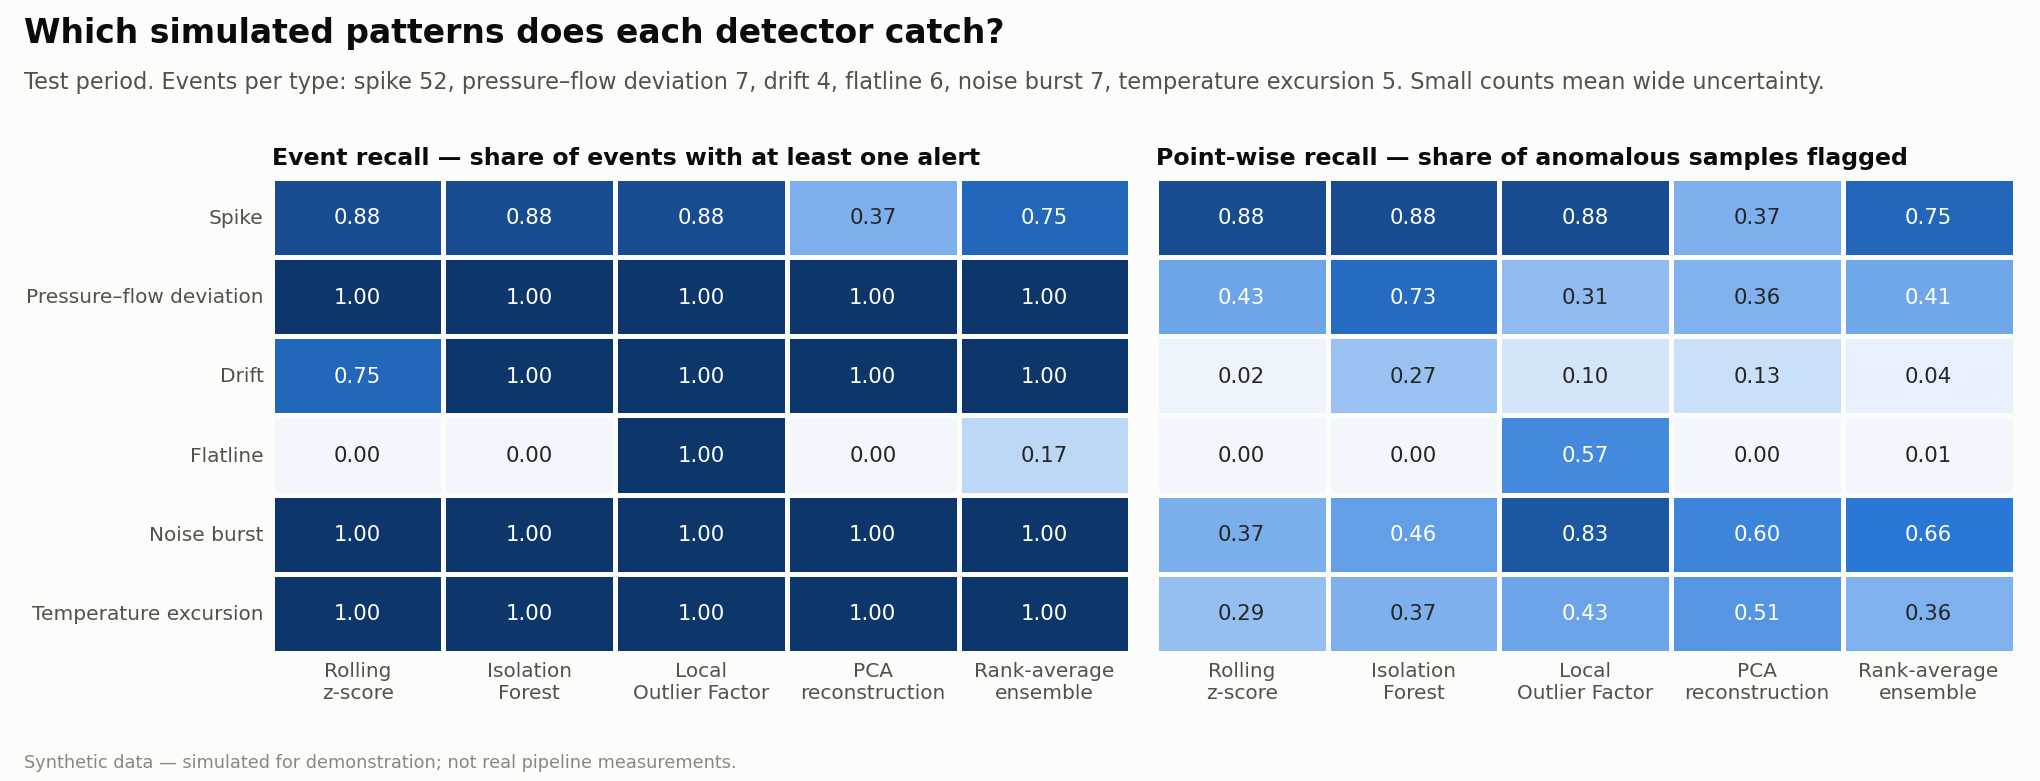 Which simulated patterns does each detector catch?
Test period. Events per type: spike 52, pressure–flow deviation 7, drift 4, flatline 6, noise burst 7, temperature excursion 5. Small counts mean wide uncertainty.
Event recall — share of events with at least one alert
Point-wise recall — share of anomalous samples flagged
Spike 0.88 0.88 0.88 0.37 0.75 0.88 0.88 0.88 0.37 0.75
Pressure–flow deviation 1.00 1.00 1.00 1.00 1.00 0.43 0.73 0.31 0.36 0.41
Drift 0.75 1.00 1.00 1.00 1.00 0.02 0.27 0.10 0.13 0.04
Flatline 0.00 0.00 1.00 0.00 0.17 0.00 0.00 0.57 0.00 0.01
Noise burst 1.00 1.00 1.00 1.00 1.00 0.37 0.46 0.83 0.60 0.66
Temperature excursion 1.00 1.00 1.00 1.00 1.00 0.29 0.37 0.43 0.51 0.36
Rolling Isolation Local PCA Rank-average Rolling Isolation Local PCA Rank-average
z-score Forest Outlier Factor reconstruction ensemble z-score Forest Outlier Factor reconstruction ensemble
Synthetic data — simulated for demonstration; not real pipeline measurements.